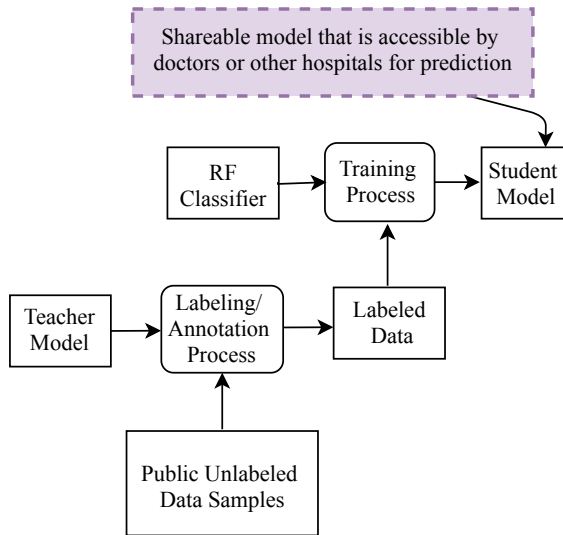 Shareable model that is accessible by
doctors or other hospitals for prediction
RF
Classifier
Training
Process
Student
Model
Teacher
Model
Labeling/
Annotation
Process
Labeled
Data
Public Unlabeled
Data Samples